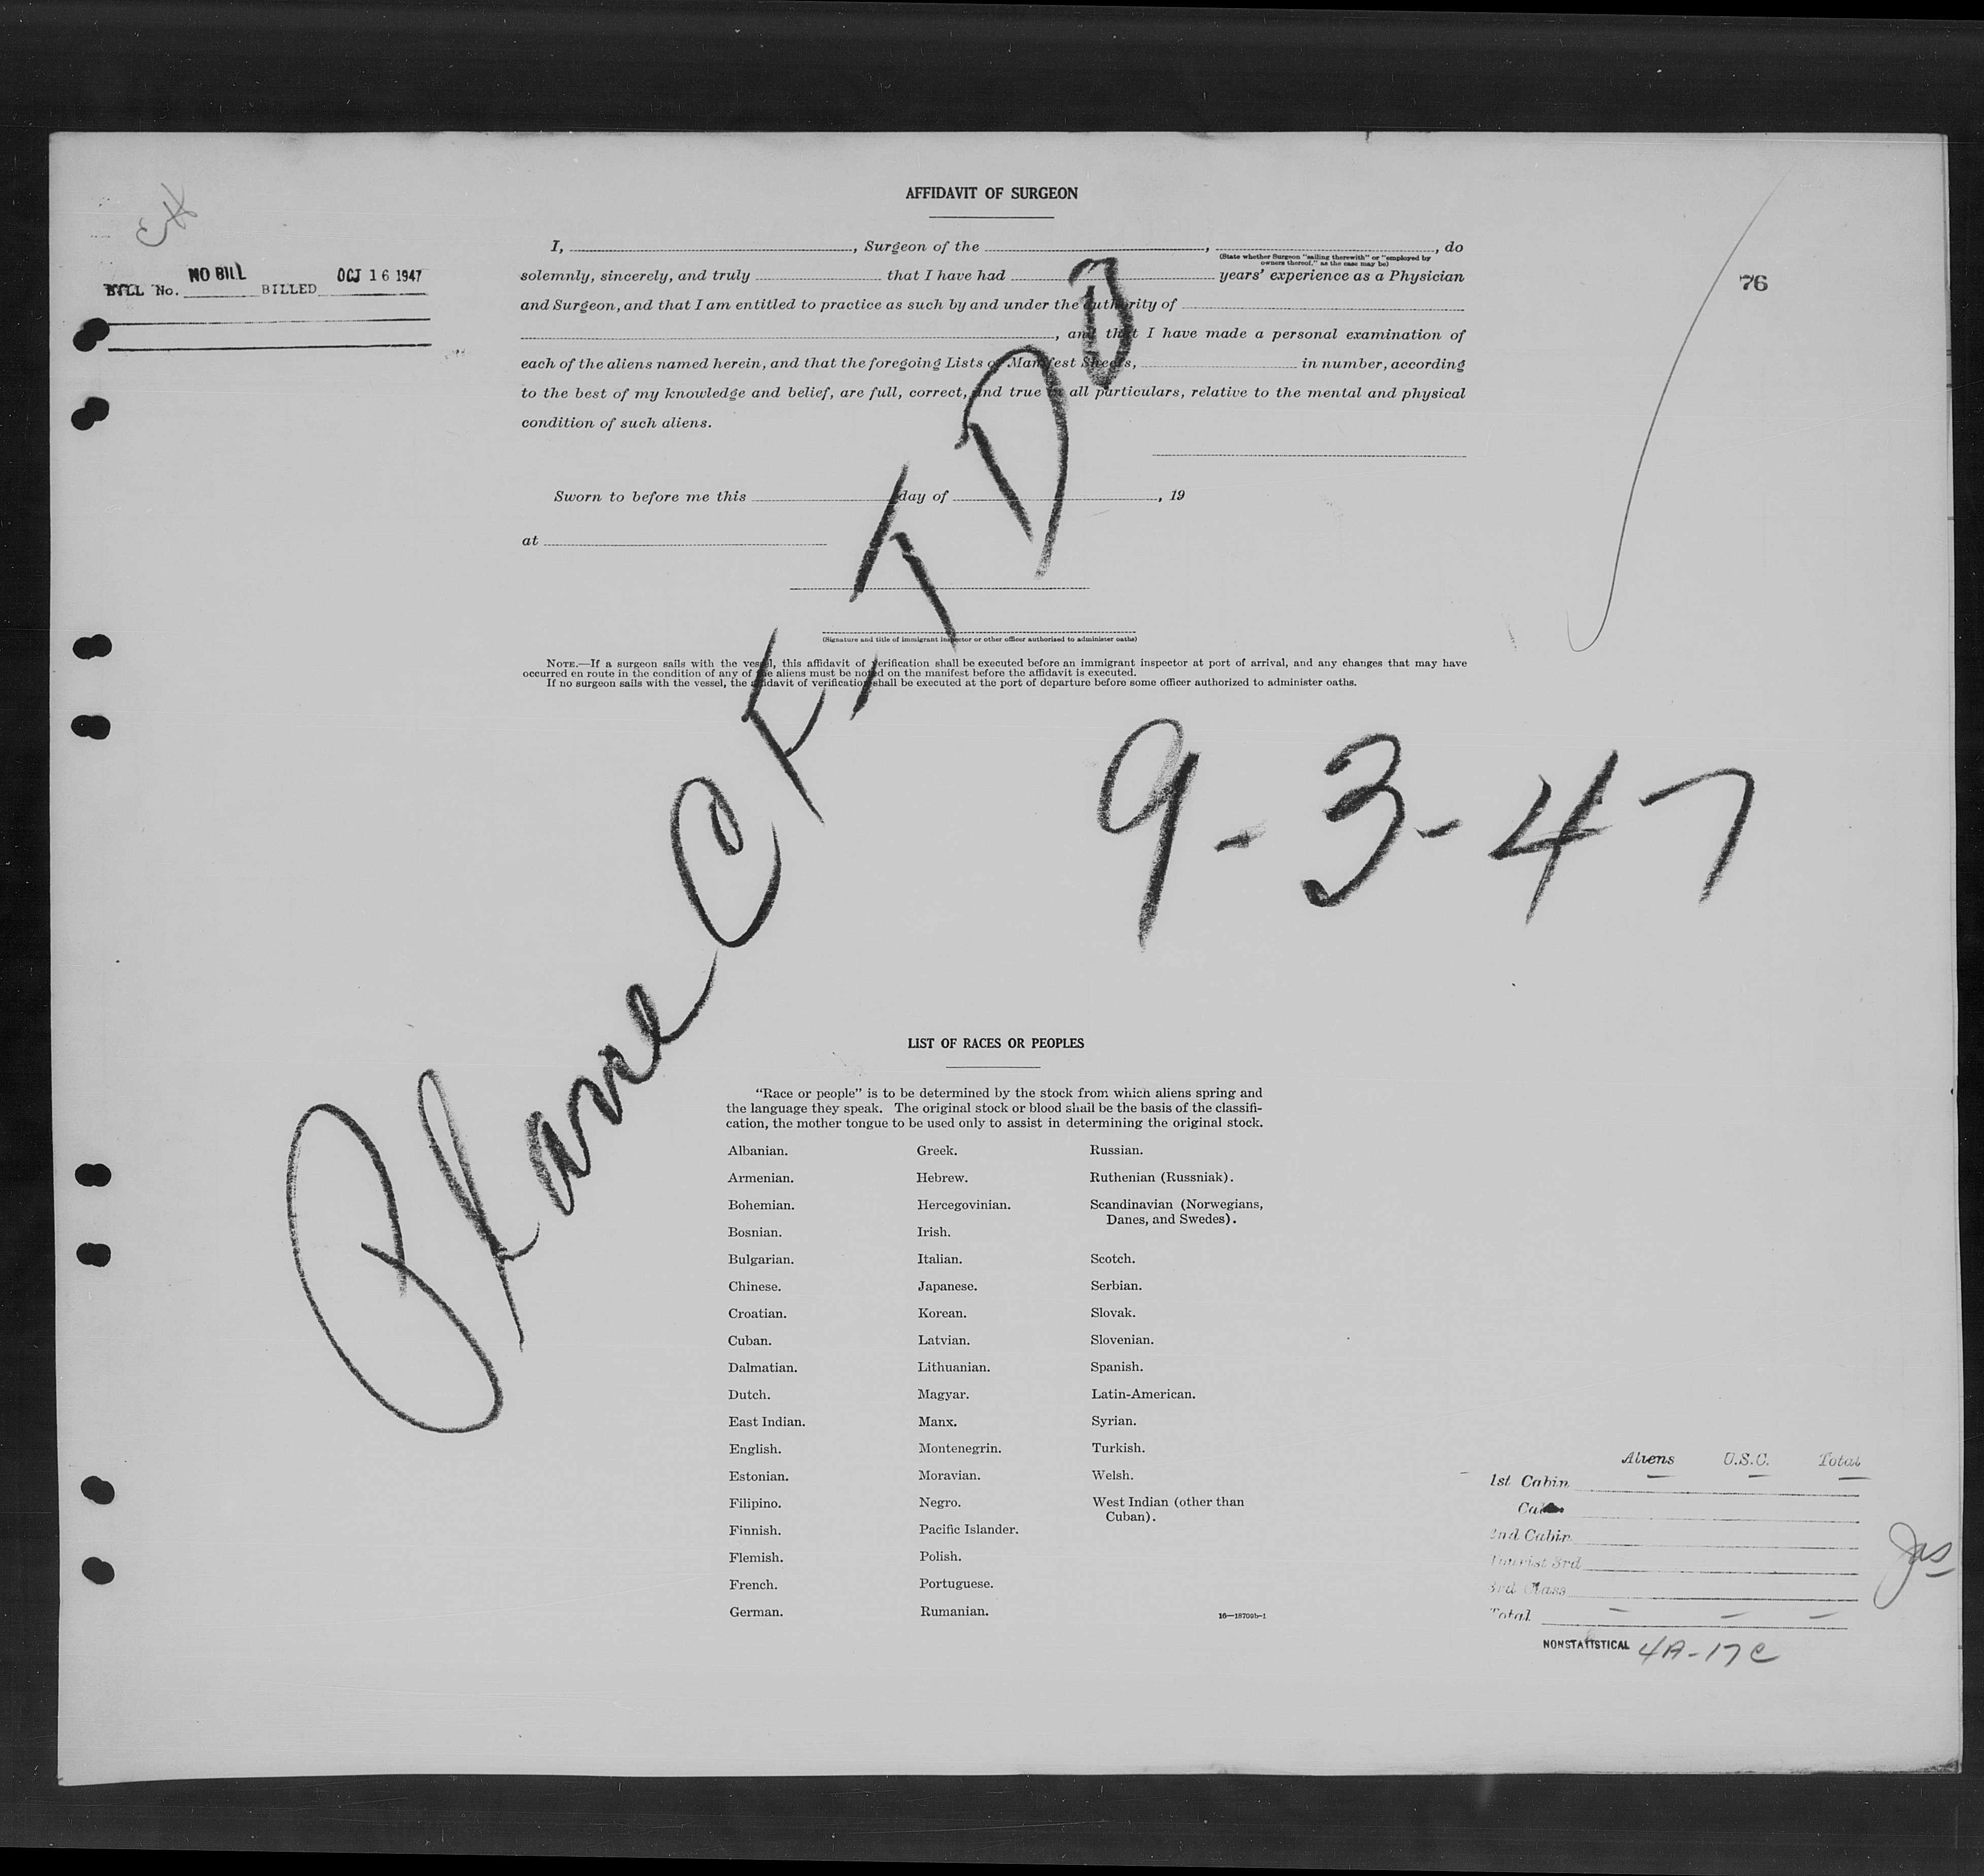 AFFIDAVIT OF SURGEON
I, , Surgeon of the , , do
(State whether Surgeon "sailing therewith" or "employed by
owners thereof," as the case may be)
solemnly, sincerely, and truly that I have had years' experience as a Physician
and Surgeon, and that I am entitled to practice as such by and under the authority of
, and that I have made a personal examination of
each of the aliens named herein, and that the foregoing Lists or Manifest Sheets, in number, according
to the best of my knowledge and belief, are full, correct, and true in all particulars, relative to the mental and physical
condition of such aliens.
NO BILL OCT 16 1947
BILL No. BILLED
76
Sworn to before me this day of , 19
at
(Signature and title of immigrant inspector or other officer authorized to administer oaths)
NOTE.—If a surgeon sails with the vessel, this affidavit of verification shall be executed before an immigrant inspector at port of arrival, and any changes that may have
occurred en route in the condition of any of the aliens must be noted on the manifest before the affidavit is executed.
If no surgeon sails with the vessel, the affidavit of verification shall be executed at the port of departure before some officer authorized to administer oaths.
Plane CF-TDO
9-3-47
LIST OF RACES OR PEOPLES
"Race or people" is to be determined by the stock from which aliens spring and
the language they speak. The original stock or blood shall be the basis of the classifi-
cation, the mother tongue to be used only to assist in determining the original stock.
Albanian.
Armenian.
Bohemian.
Bosnian.
Bulgarian.
Chinese.
Croatian.
Cuban.
Dalmatian.
Dutch.
East Indian.
English.
Estonian.
Filipino.
Finnish.
Flemish.
French.
German.
Greek.
Hebrew.
Hercegovinian.
Irish.
Italian.
Japanese.
Korean.
Latvian.
Lithuanian.
Magyar.
Manx.
Montenegrin.
Moravian.
Negro.
Pacific Islander.
Polish.
Portuguese.
Rumanian.
Russian.
Ruthenian (Russniak).
Scandinavian (Norwegians,
Danes, and Swedes).
Scotch.
Serbian.
Slovak.
Slovenian.
Spanish.
Latin-American.
Syrian.
Turkish.
Welsh.
West Indian (other than
Cuban).
16—18709b-1
Aliens U.S.C. Total
1st Cabin
2nd Cabin
Tourist 3rd
3rd Class
Total — — —
Jas
NONSTATISTICAL 4A-17C